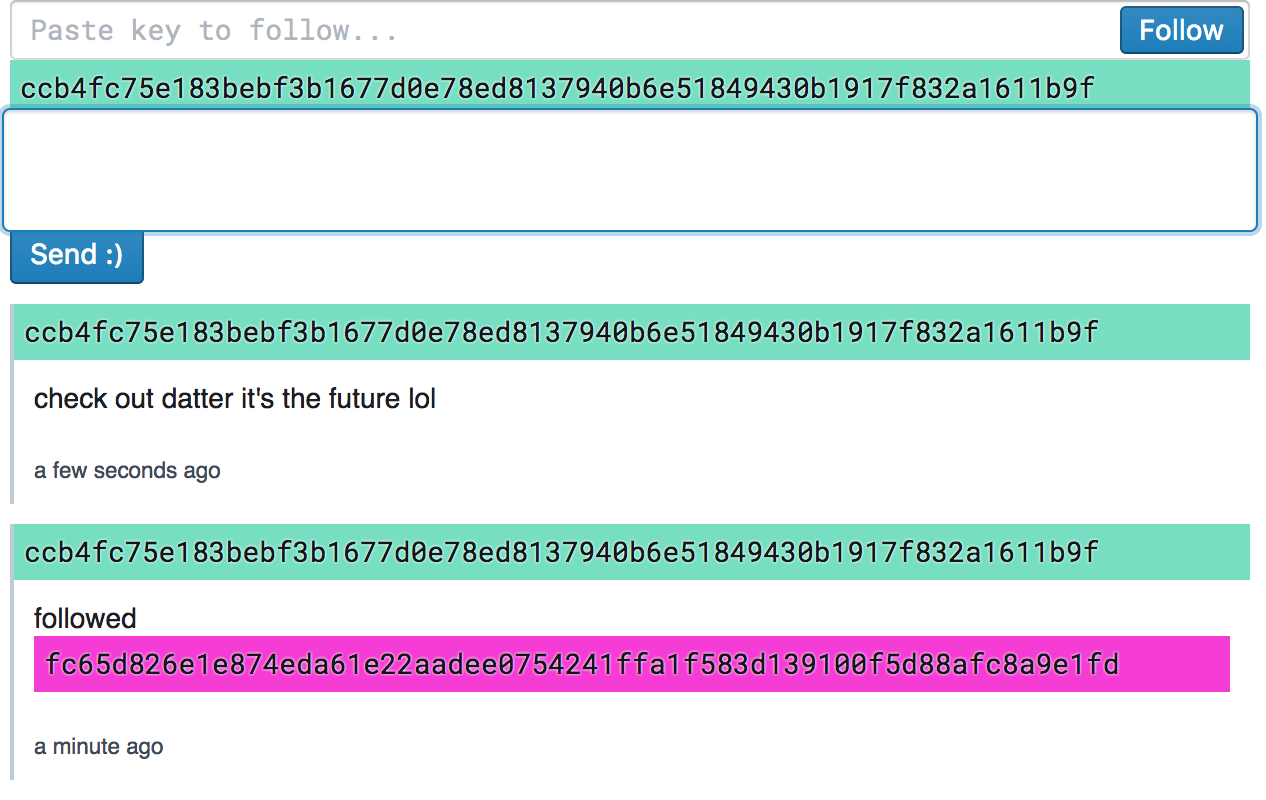 Paste key to follow...
Follow
ccb4fc75e183bebf3b1677d0e78ed8137940b6e51849430b1917f832a1611b9f
Send :)
ccb4fc75e183bebf3b1677d0e78ed8137940b6e51849430b1917f832a1611b9f
check out datter it's the future lol
a few seconds ago
ccb4fc75e183bebf3b1677d0e78ed8137940b6e51849430b1917f832a1611b9f
followed
fc65d826e1e874eda61e22aadee0754241ffa1f583d139100f5d88afc8a9e1fd
a minute ago